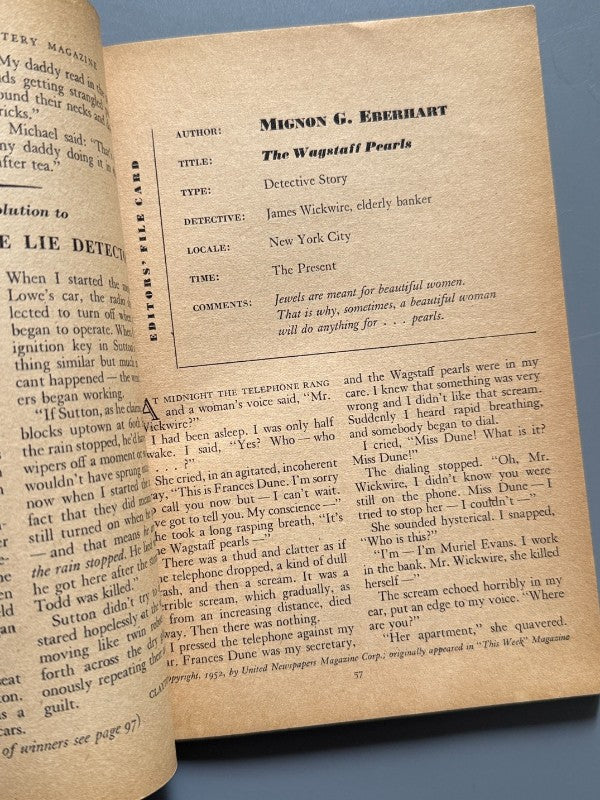 TERY MAGAZINE
My daddy read in the
ds getting strangled
ound their necks and
ricks."
Michael said: "That's
my daddy doing it in
after tea."
olution to
E LIE DETECT
When I started the
Lowe's car, the radio
lected to turn off when
began to operate. When
ignition key in Sutton
thing similar but much
cant happened — the
ers began working.
"If Sutton, as he claim
blocks uptown at
the rain stopped, he'd
wipers off a moment
wouldn't have sprung
now when I started the
fact that they did
still turned on when he
— and that means he
the rain stopped. He
he got here after the
Todd was killed."
Sutton didn't try to
stared hopelessly at the
moving like twin
forth across the dry
onously repeating their
guilt.
CLAYT
of winners see page 97)
EDITORS' FILE CARD
AUTHOR: MIGNON G. EBERHART
TITLE: The Wagstaff Pearls
TYPE: Detective Story
DETECTIVE: James Wickwire, elderly banker
LOCALE: New York City
TIME: The Present
COMMENTS: Jewels are meant for beautiful women.
That is why, sometimes, a beautiful woman
will do anything for . . . pearls.
AT MIDNIGHT THE TELEPHONE RANG
and a woman's voice said, "Mr.
Wickwire?"
I had been asleep. I was only half
wake. I said, "Yes? Who — who
. . . ?"
She cried, in an agitated, incoherent
way, "This is Frances Dune. I'm sorry
to call you now but — I can't wait.
I've got to tell you. My conscience —"
she took a long rasping breath, "It's
the Wagstaff pearls —"
There was a thud and clatter as if
the telephone dropped, a kind of dull
crash, and then a scream. It was a
terrible scream, which gradually, as
from an increasing distance, died
away. Then there was nothing.
I pressed the telephone against my
ear. Frances Dune was my secretary,
and the Wagstaff pearls were in my
care. I knew that something was very
wrong and I didn't like that scream.
Suddenly I heard rapid breathing,
and somebody began to dial.
I cried, "Miss Dune! What is it?
Miss Dune!"
The dialing stopped. "Oh, Mr.
Wickwire, I didn't know you were
still on the phone. Miss Dune — I
tried to stop her — I couldn't —"
She sounded hysterical. I snapped,
"Who is this?"
"I'm — I'm Muriel Evans. I work
in the bank. Mr. Wickwire, she killed
herself —"
The scream echoed horribly in my
ear, put an edge to my voice. "Where
are you?"
"Her apartment," she quavered.
opyright, 1952, by United Newspapers Magazine Corp.; originally appeared in "This Week" Magazine
57